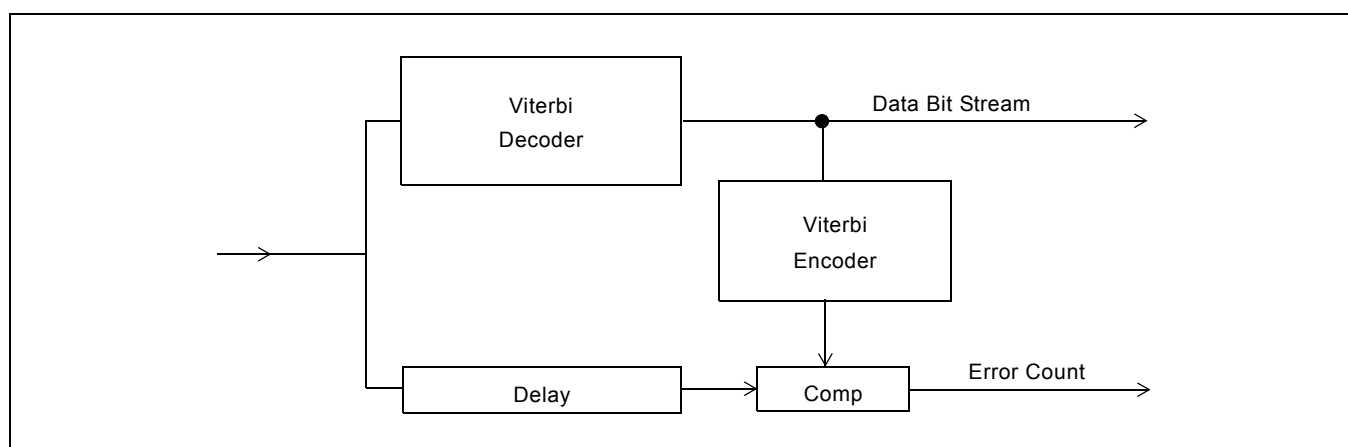 Viterbi
Decoder
Data Bit Stream
Viterbi
Encoder
Delay
Comp
Error Count